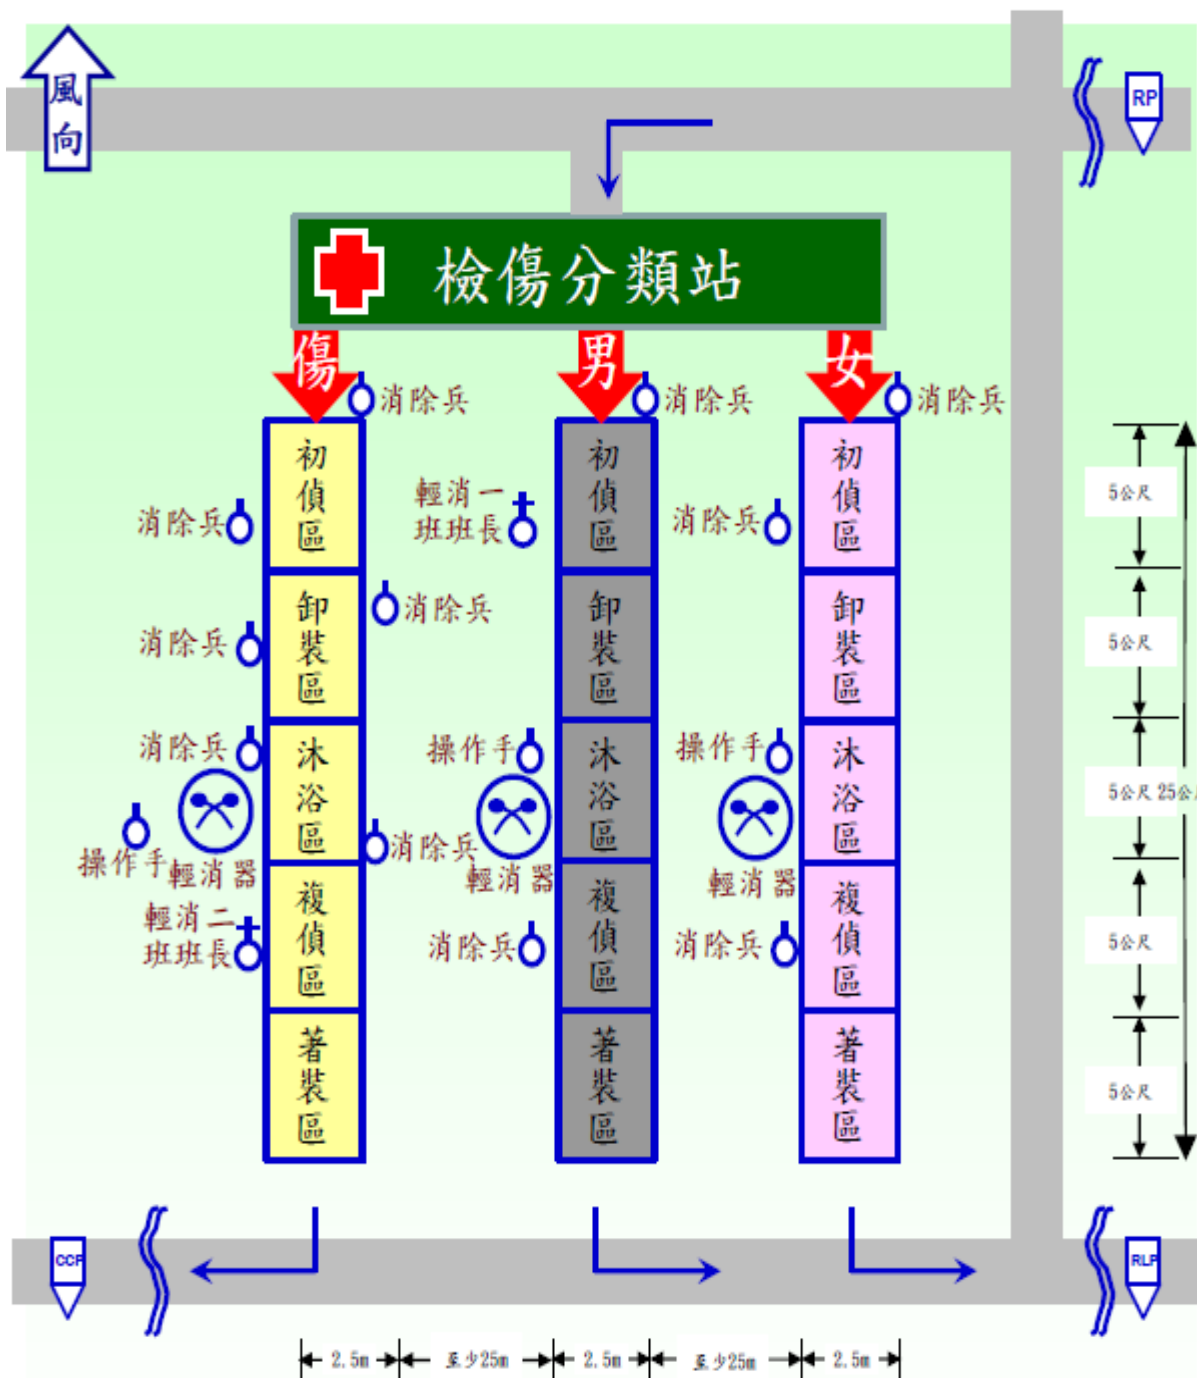 風
向
RP
檢傷分類站
傷
男
女
消除兵
消除兵
消除兵
初
偵
區
初
偵
區
初
偵
區
消除兵
輕消一
班班長
消除兵
5公尺
卸
裝
區
卸
裝
區
卸
裝
區
消除兵
消除兵
5公尺
沐
浴
區
沐
浴
區
沐
浴
區
消除兵
操作手
操作手
操作手
輕消器
消除兵
輕消器
輕消器
5公尺
25公
複
偵
區
複
偵
區
複
偵
區
輕消二
班班長
消除兵
消除兵
5公尺
著
裝
區
著
裝
區
著
裝
區
5公尺
CCP
RLP
2.5m
至少25m
2.5m
至少25m
2.5m